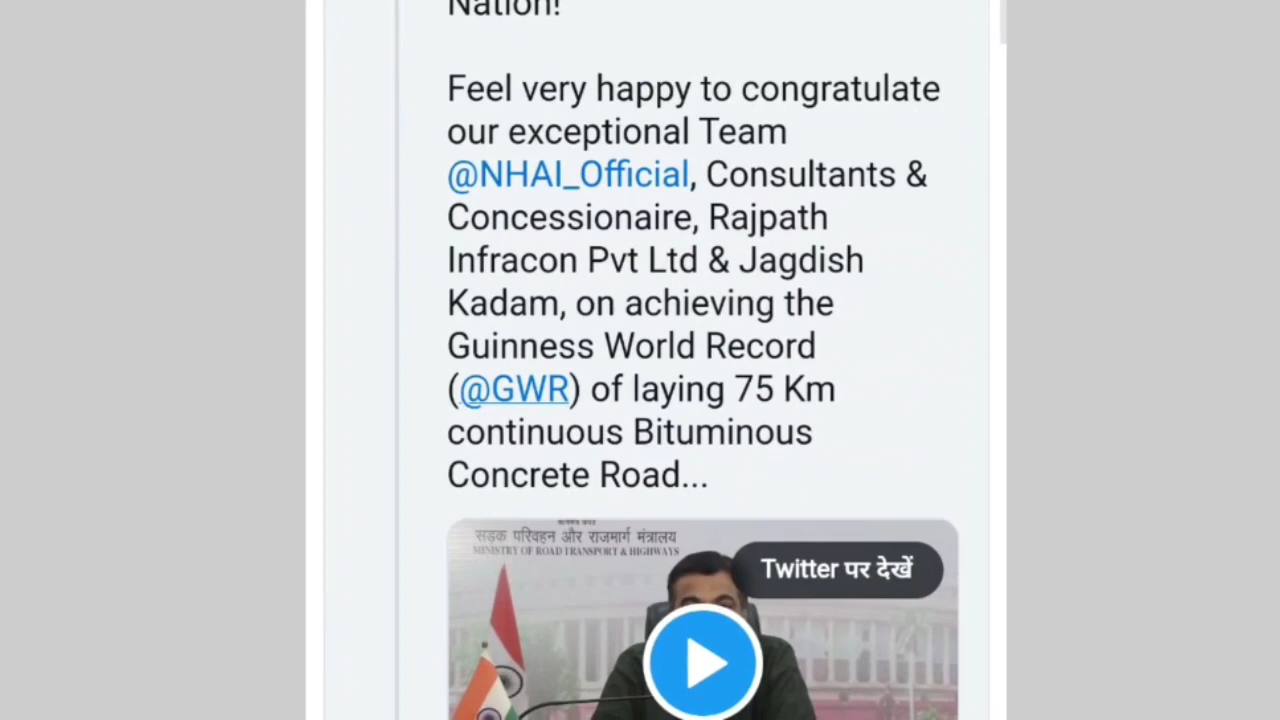 Nation!
Feel very happy to congratulate
our exceptional Team
@NHAI_Official, Consultants &
Concessionaire, Rajpath
Infracon Pvt Ltd & Jagdish
Kadam, on achieving the
Guinness World Record
(@GWR) of laying 75 Km
continuous Bituminous
Concrete Road...
सड़क परिवहन और राजमार्ग मंत्रालय
MINISTRY OF ROAD TRANSPORT & HIGHWAYS
Twitter पर देखें